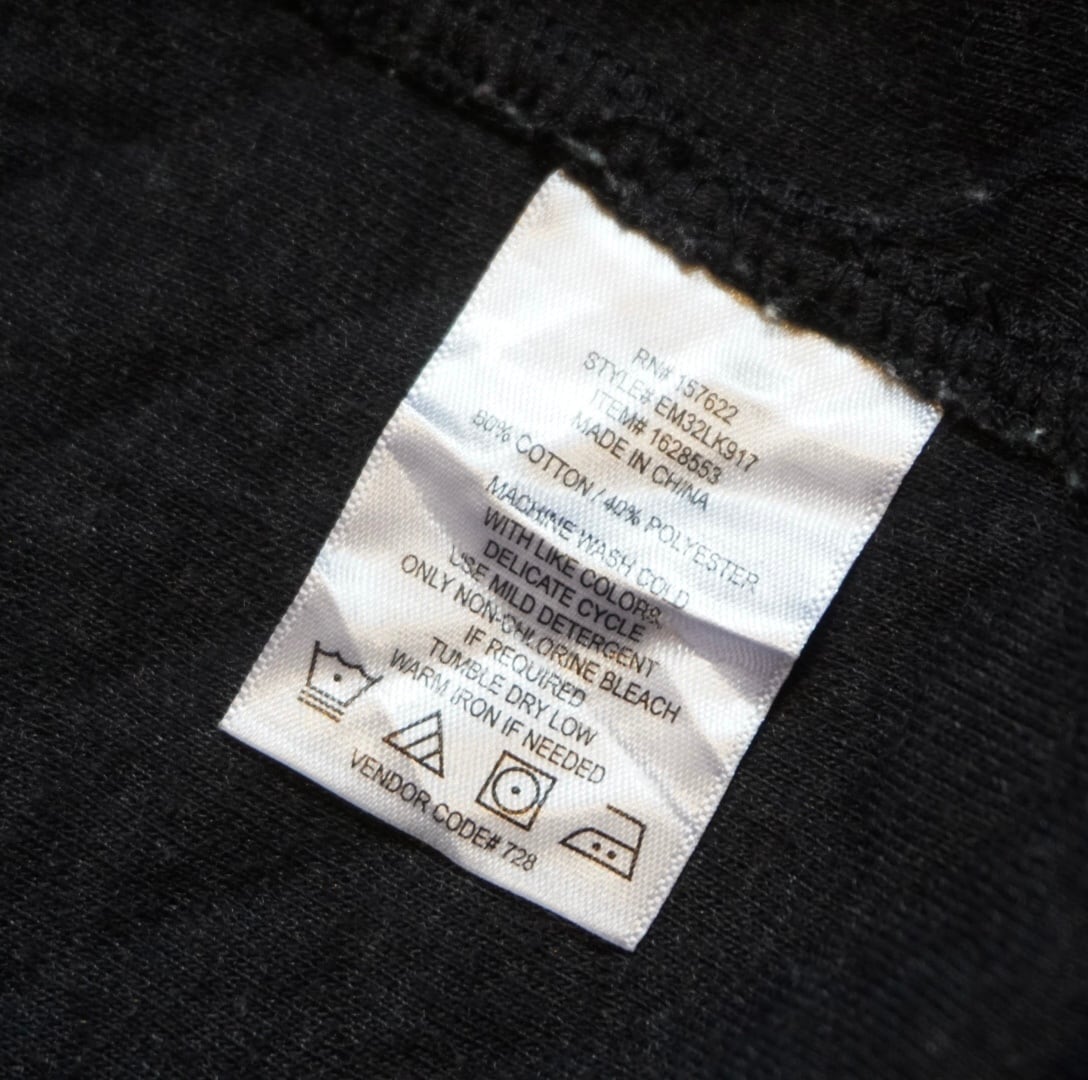 RN# 157622
STYLE# EM32LK917
ITEM# 1628553
MADE IN CHINA
60% COTTON / 40% POLYESTER
MACHINE WASH COLD
WITH LIKE COLORS
DELICATE CYCLE
USE MILD DETERGENT
ONLY NON-CHLORINE BLEACH
IF REQUIRED
TUMBLE DRY LOW
WARM IRON IF NEEDED
VENDOR CODE# 728